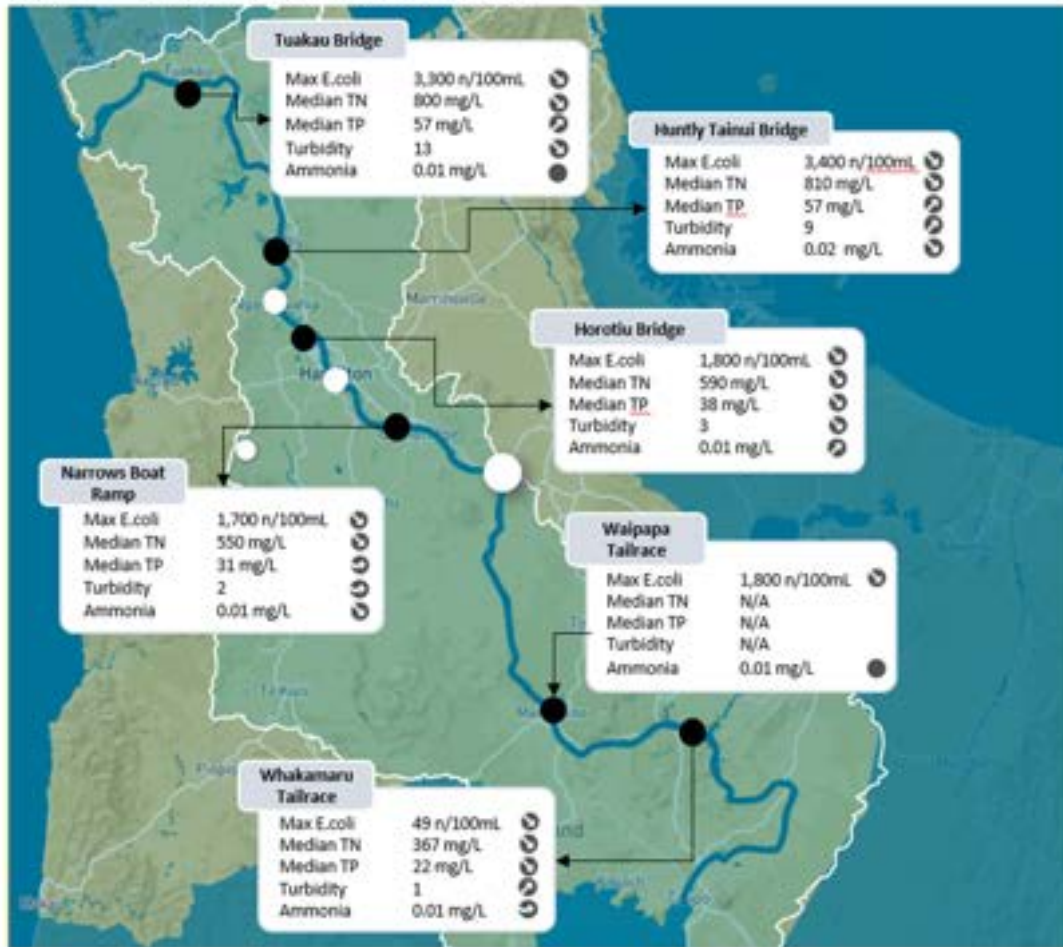 Tuakau Bridge
Max E.coli 3,300 n/100mL
Median TN 800 mg/L
Median TP 57 mg/L
Turbidity 13
Ammonia 0.01 mg/L
Huntly Tainui Bridge
Max E.coli 3,400 n/100mL
Median TN 810 mg/L
Median TP 57 mg/L
Turbidity 9
Ammonia 0.02 mg/L
Horotiu Bridge
Max E.coli 1,800 n/100mL
Median TN 590 mg/L
Median TP 38 mg/L
Turbidity 3
Ammonia 0.01 mg/L
Narrows Boat
Ramp
Max E.coli 1,700 n/100mL
Median TN 550 mg/L
Median TP 31 mg/L
Turbidity 2
Ammonia 0.01 mg/L
Waipapa
Tailrace
Max E.coli 1,800 n/100mL
Median TN N/A
Median TP N/A
Turbidity N/A
Ammonia 0.01 mg/L
Whakamaru
Tailrace
Max E.coli 49 n/100mL
Median TN 367 mg/L
Median TP 22 mg/L
Turbidity 1
Ammonia 0.01 mg/L